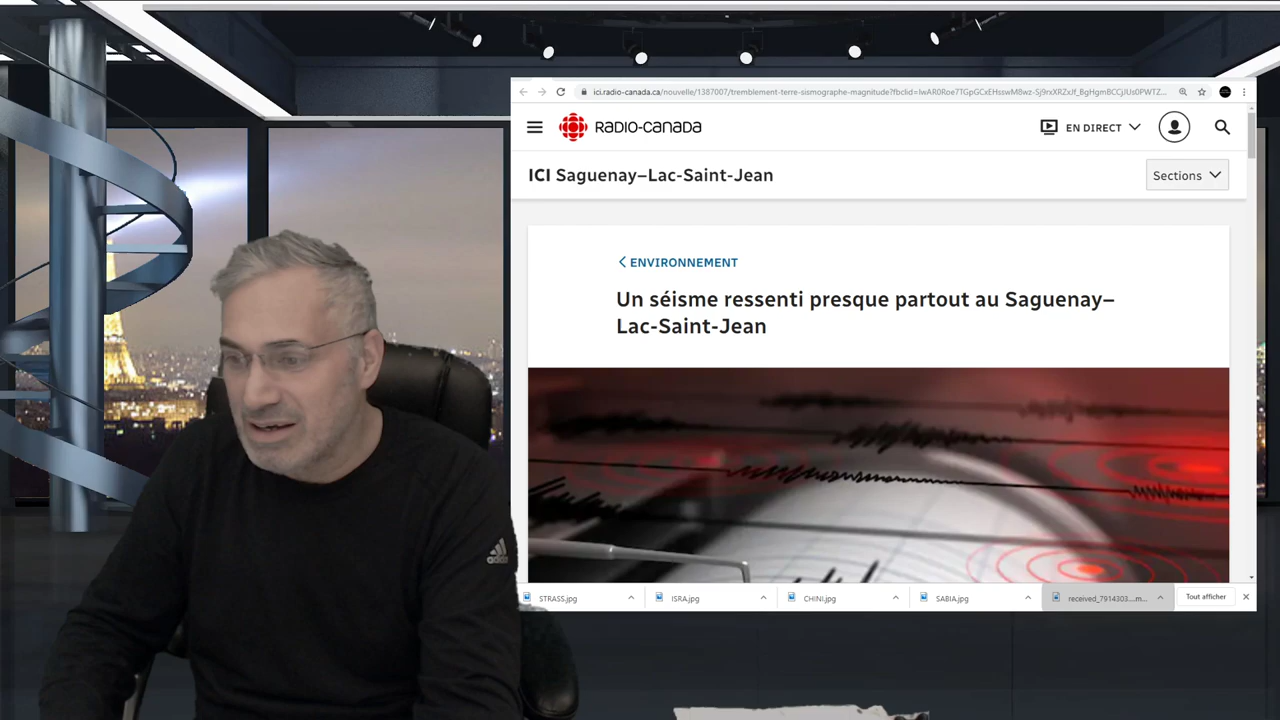 ici.radio-canada.ca/nouvelle/1387007/tremblement-terre-sismographe-magnitude?fbclid=
RADIO-CANADA
EN DIRECT
ICI Saguenay–Lac-Saint-Jean
Sections
ENVIRONNEMENT
Un séisme ressenti presque partout au Saguenay–
Lac-Saint-Jean
adidas
STRASS.jpg
ISRA.jpg
CHINI.jpg
SABIA.jpg
received_7914303....m...
Tout afficher